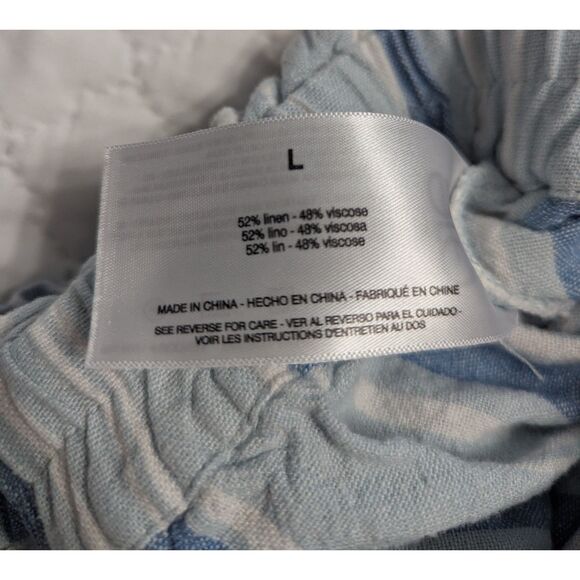 L
52% linen - 48% viscose
52% lino - 48% viscosa
52% lin - 48% viscose
MADE IN CHINA - HECHO EN CHINA - FABRIQUÉ EN CHINE
SEE REVERSE FOR CARE - VER AL REVERSO PARA EL CUIDADO -
VOIR LES INSTRUCTIONS D'ENTRETIEN AU DOS